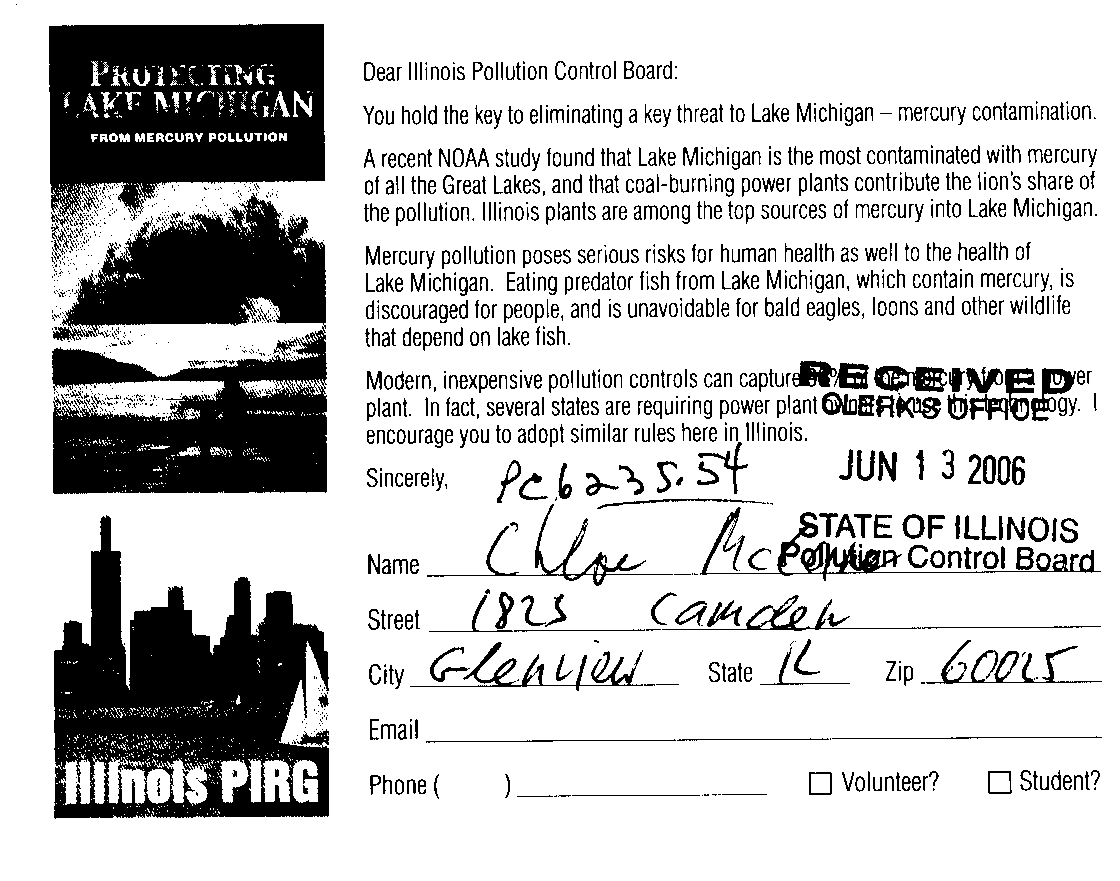 PROTECTING
LAKE MICHIGAN
FROM MERCURY POLLUTION
Illinois PIRG
Dear Illinois Pollution Control Board:
You hold the key to eliminating a key threat to Lake Michigan – mercury contamination.
A recent NOAA study found that Lake Michigan is the most contaminated with mercury
of all the Great Lakes, and that coal-burning power plants contribute the lion's share of
the pollution. Illinois plants are among the top sources of mercury into Lake Michigan.
Mercury pollution poses serious risks for human health as well to the health of
Lake Michigan. Eating predator fish from Lake Michigan, which contain mercury, is
discouraged for people, and is unavoidable for bald eagles, loons and other wildlife
that depend on lake fish.
Modern, inexpensive pollution controls can capture from a power
plant. In fact, several states are requiring power plant this technology. I
encourage you to adopt similar rules here in Illinois.
RECEIVED
CLERK'S OFFICE
JUN 13 2006
STATE OF ILLINOIS
Pollution Control Board
Sincerely, PC6235.54
Name Chloe
Street 1823 Camden
City Glenview State IL Zip 60025
Email
Phone ( ) Volunteer? Student?